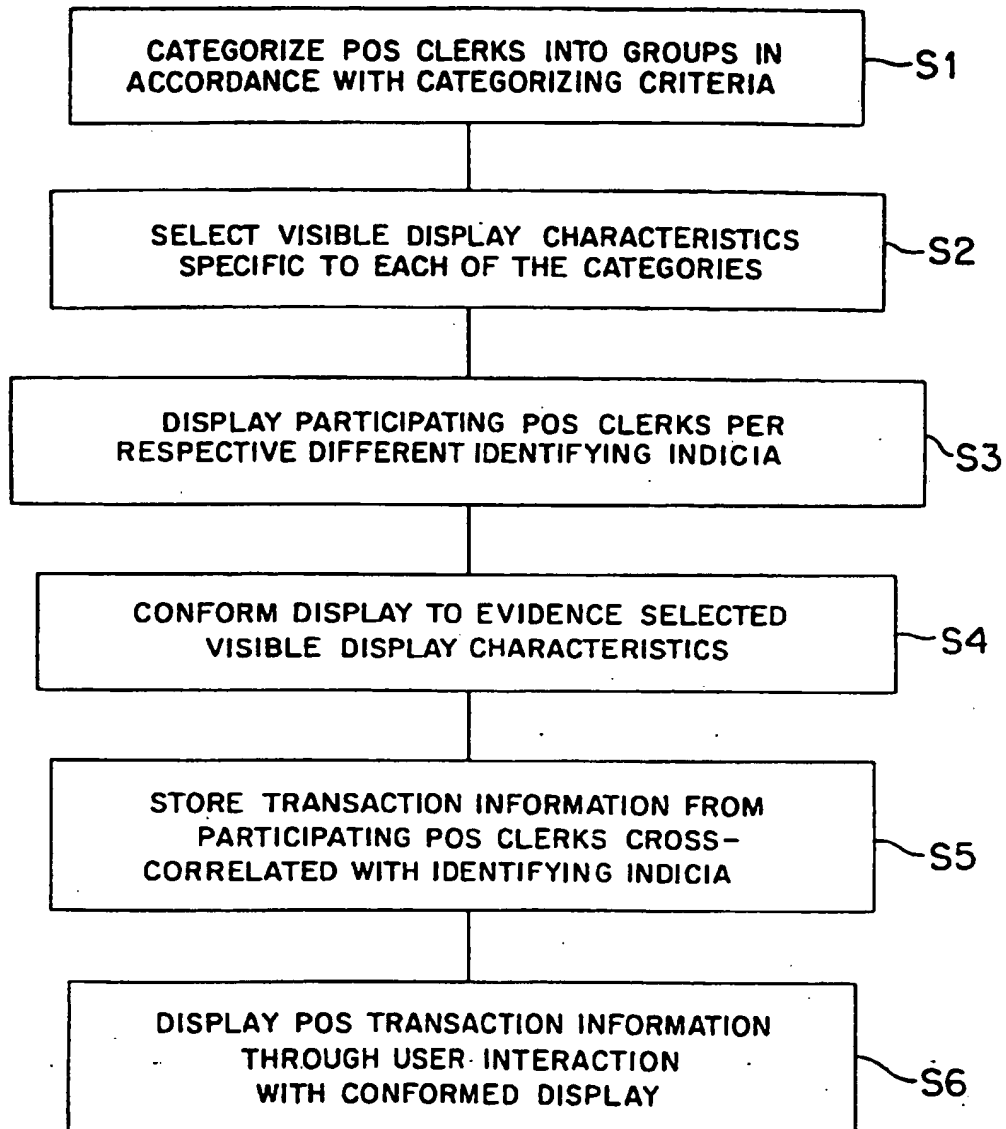 CATEGORIZE POS CLERKS INTO GROUPS IN
ACCORDANCE WITH CATEGORIZING CRITERIA
S1
SELECT VISIBLE DISPLAY CHARACTERISTICS
SPECIFIC TO EACH OF THE CATEGORIES
S2
DISPLAY PARTICIPATING POS CLERKS PER
RESPECTIVE DIFFERENT IDENTIFYING INDICIA
S3
CONFORM DISPLAY TO EVIDENCE SELECTED
VISIBLE DISPLAY CHARACTERISTICS
S4
STORE TRANSACTION INFORMATION FROM
PARTICIPATING POS CLERKS CROSS-
CORRELATED WITH IDENTIFYING INDICIA
S5
DISPLAY POS TRANSACTION INFORMATION
THROUGH USER INTERACTION
WITH CONFORMED DISPLAY
S6